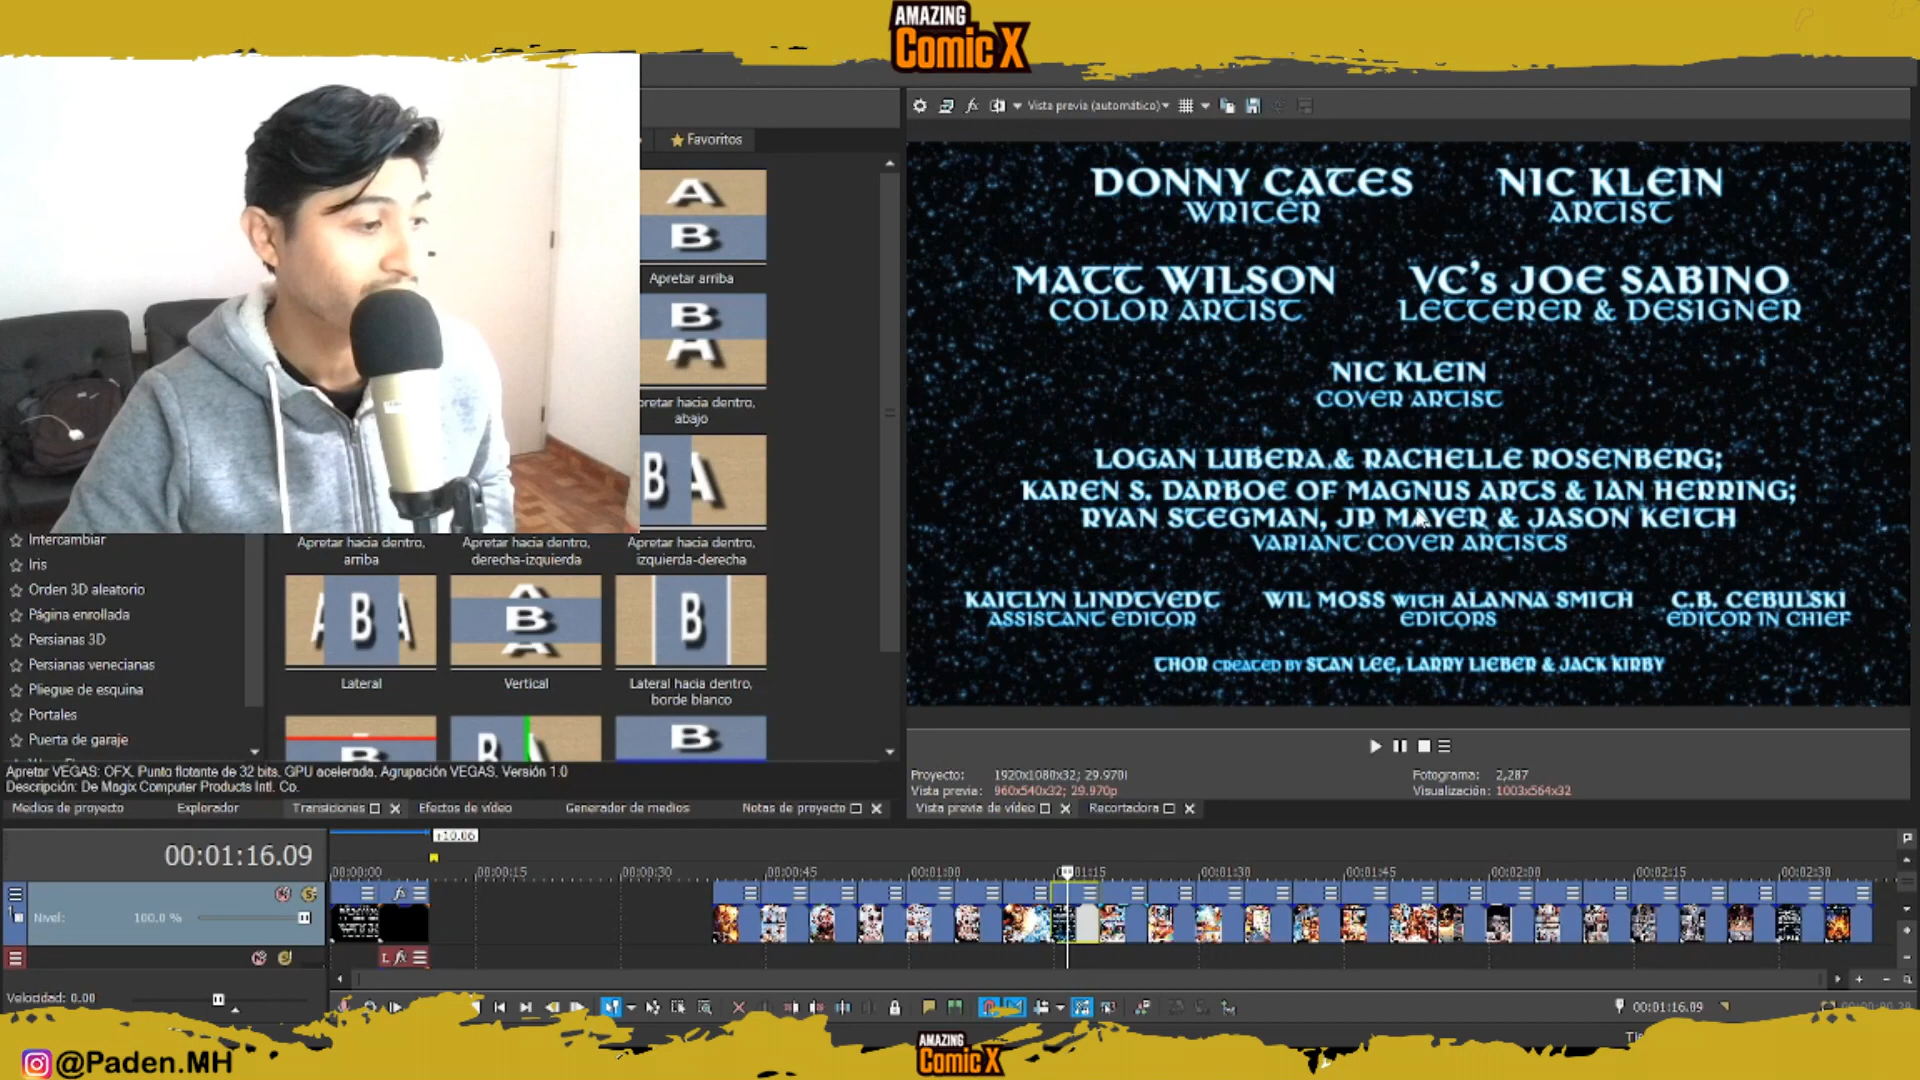 AMAZING
Comic X
Favoritos
Vista previa (automático)
A
B
Apretar arriba
B
A
pretar hacia dentro,
abajo
B A
Intercambiar
Iris
Orden 3D aleatorio
Página enrollada
Persianas 3D
Persianas venecianas
Pliegue de esquina
Portales
Puerta de garaje
Apretar hacia dentro,
arriba
Apretar hacia dentro,
derecha-izquierda
Apretar hacia dentro,
izquierda-derecha
A B A
A
B
A
B
Lateral
Vertical
Lateral hacia dentro,
borde blanco
B
B
B
DONNY CATES
WRITER
NIC KLEIN
ARTIST
MATT WILSON
COLOR ARTIST
VC's JOE SABINO
LETTERER & DESIGNER
NIC KLEIN
COVER ARTIST
LOGAN LUBERA & RACHELLE ROSENBERG;
KAREN S. DARBOE OF MAGNUS ARTS & IAN HERRING;
RYAN STEGMAN, JP MAYER & JASON KEITH
VARIANT COVER ARTISTS
KAITLYN LINDTVEDT
ASSISTANT EDITOR
WIL MOSS WITH ALANNA SMITH
EDITORS
C.B. CEBULSKI
EDITOR IN CHIEF
THOR CREATED BY STAN LEE, LARRY LIEBER & JACK KIRBY
Apretar VEGAS: OFX, Punto flotante de 32 bits, GPU acelerada, Agrupación VEGAS, Versión 1.0
Descripción: De Magix Computer Products Intl. Co.
Proyecto: 1920x1080x32; 29.970i
Vista previa: 960x540x32; 29.970p
Fotograma: 2,287
Visualización: 1003x564x32
Medios de proyecto
Explorador
Transiciones
Efectos de vídeo
Generador de medios
Notas de proyecto
Vista previa de vídeo
Recortadora
+10.06
00:01:16.09
00:00:00
00:00:15
00:00:30
00:00:45
00:01:00
00:01:15
00:01:30
00:01:45
00:02:00
00:02:15
00:02:30
1
Nivel: 100.0 %
Velocidad: 0.00
00:01:16.09
@Paden.MH
AMAZING
Comic X